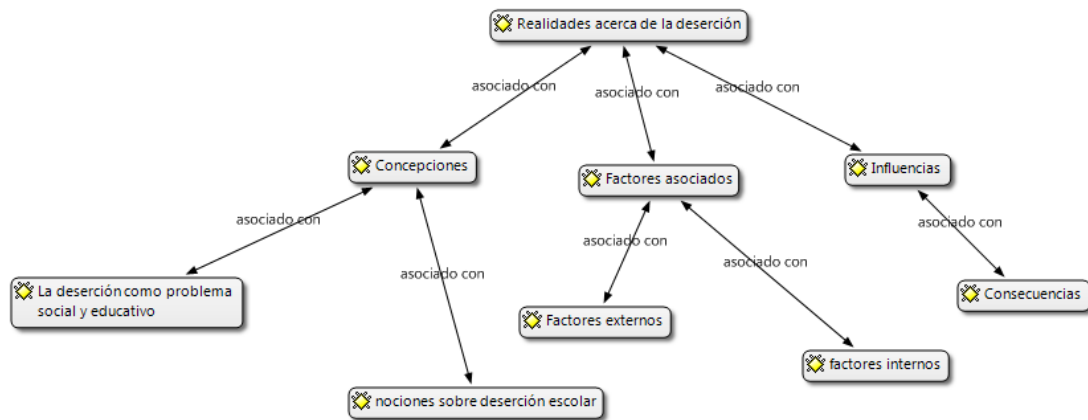 Realidades acerca de la deserción
asociado con
asociado con
asociado con
Concepciones
Factores asociados
Influencias
asociado con
asociado con
asociado con
asociado con
asociado con
La deserción como problema
social y educativo
Factores externos
Consecuencias
factores internos
nociones sobre deserción escolar